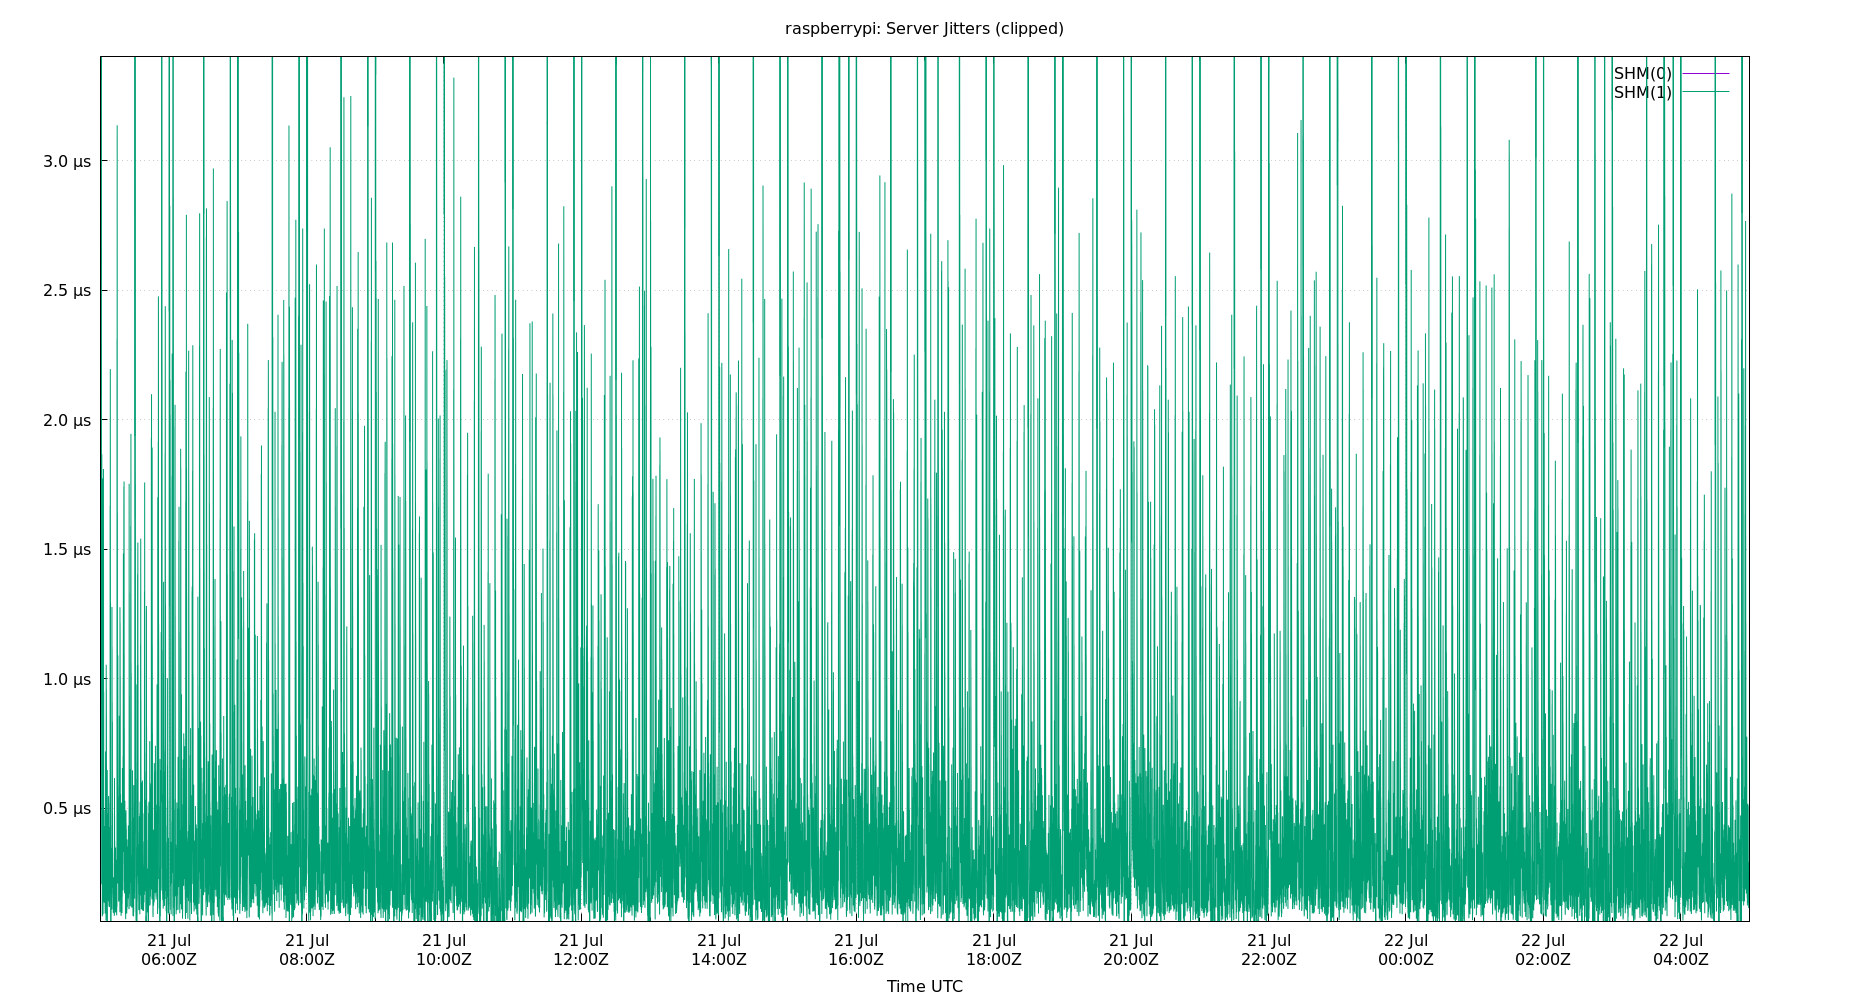 raspberrypi: Server Jitters (clipped)
SHM(0)
SHM(1)
3.0 µs
2.5 µs
2.0 µs
1.5 µs
1.0 µs
0.5 µs
21 Jul 21 Jul 21 Jul 21 Jul 21 Jul 21 Jul 21 Jul 21 Jul 21 Jul 22 Jul 22 Jul 22 Jul
06:00Z 08:00Z 10:00Z 12:00Z 14:00Z 16:00Z 18:00Z 20:00Z 22:00Z 00:00Z 02:00Z 04:00Z
Time UTC